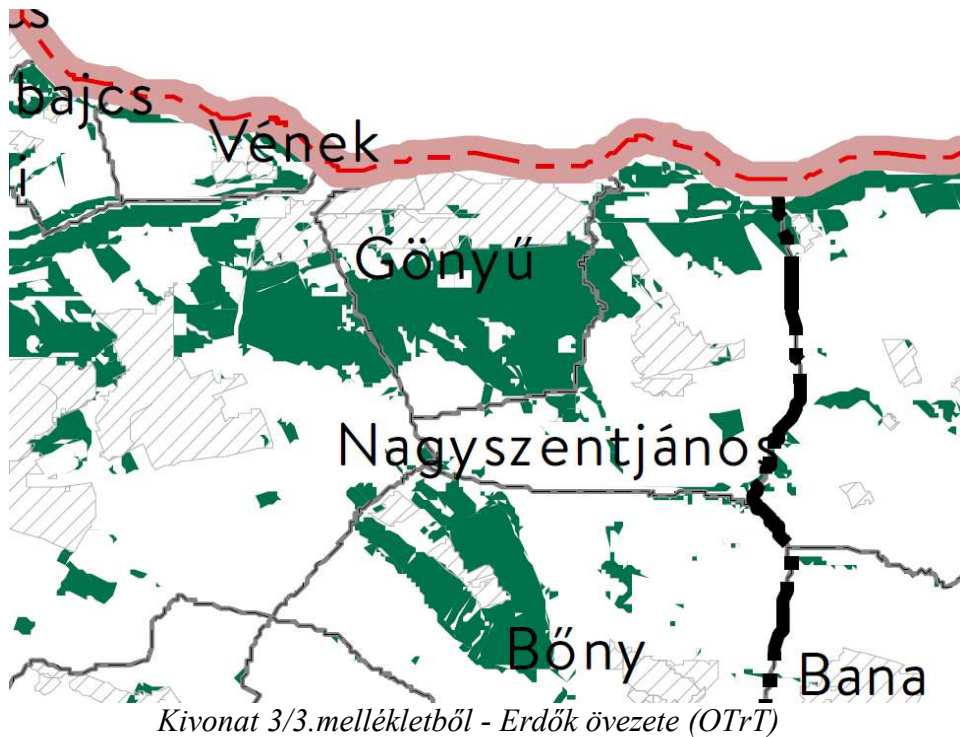 bajcs
Vének
i
Gönyű
Nagyszentjános
Bőny
Bana
Kivonat 3/3.mellékletből - Erdők övezete (OTrT)